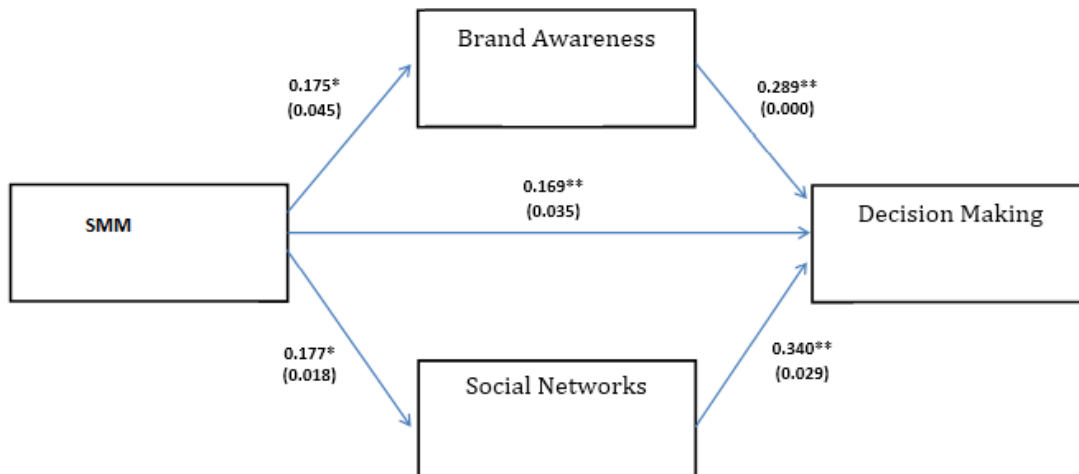 Brand Awareness
0.175*
(0.045)
0.289**
(0.000)
SMM
0.169**
(0.035)
Decision Making
0.177*
(0.018)
Social Networks
0.340**
(0.029)